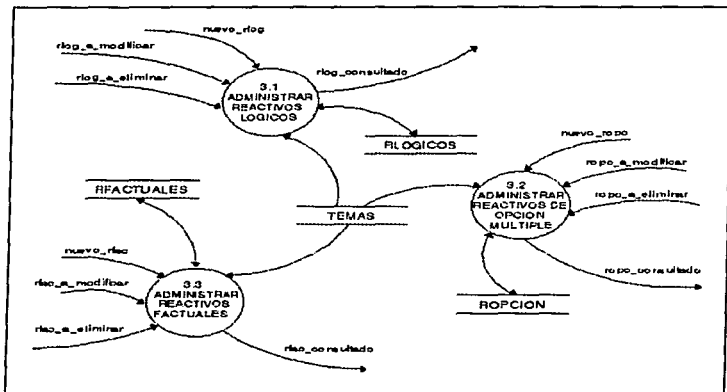 nuevo_rlog
rlog_a_modificar
rlog_a_eliminar
rlog_consultado
3.1
ADMINISTRAR
REACTIVOS
LOGICOS
RLOGICOS
nuevo_ropo
ropo_a_modificar
ropo_a_eliminar
3.2
ADMINISTRAR
REACTIVOS DE
OPCION
MULTIPLE
ropo_consultado
ROPCION
RFACTUALES
TEMAS
nuevo_rfac
rfac_a_modificar
rfac_a_eliminar
3.3
ADMINISTRAR
REACTIVOS
FACTUALES
rfac_consultado